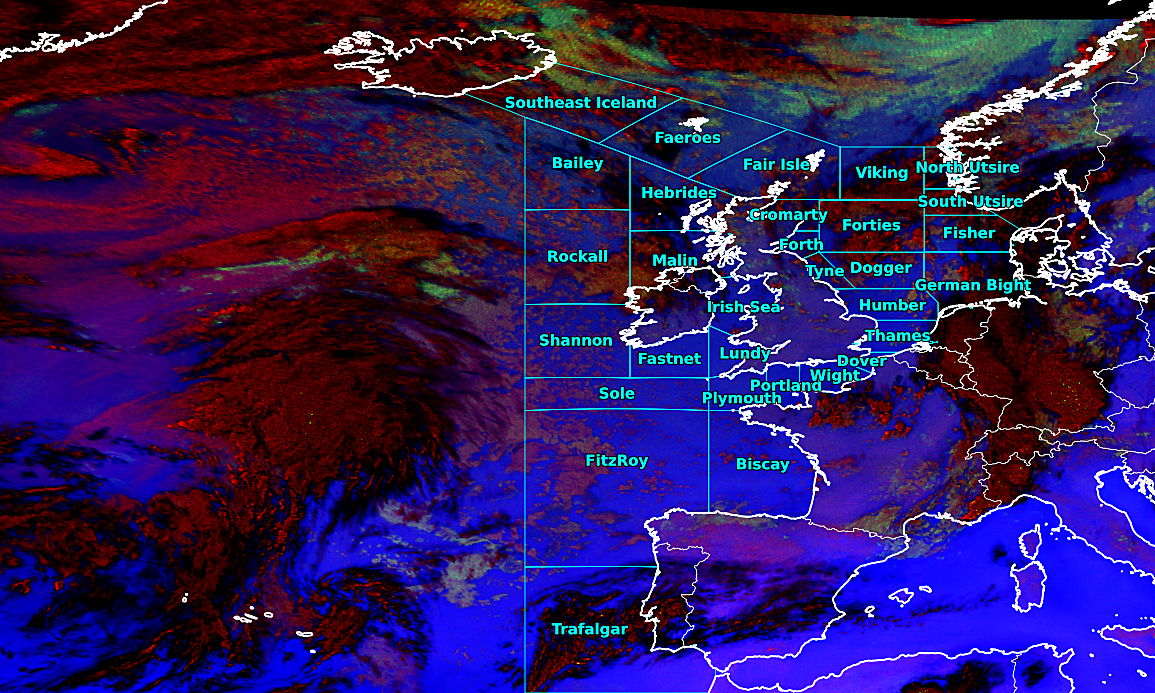 Southeast Iceland
Faeroes
Bailey
Fair Isle
North Utsire
Viking
Hebrides
South Utsire
Cromarty
Forties
Fisher
Forth
Rockall
Malin
Tyne
Dogger
German Bight
Irish Sea
Humber
Thames
Shannon
Lundy
Fastnet
Dover
Wight
Portland
Sole
Plymouth
FitzRoy
Biscay
Trafalgar